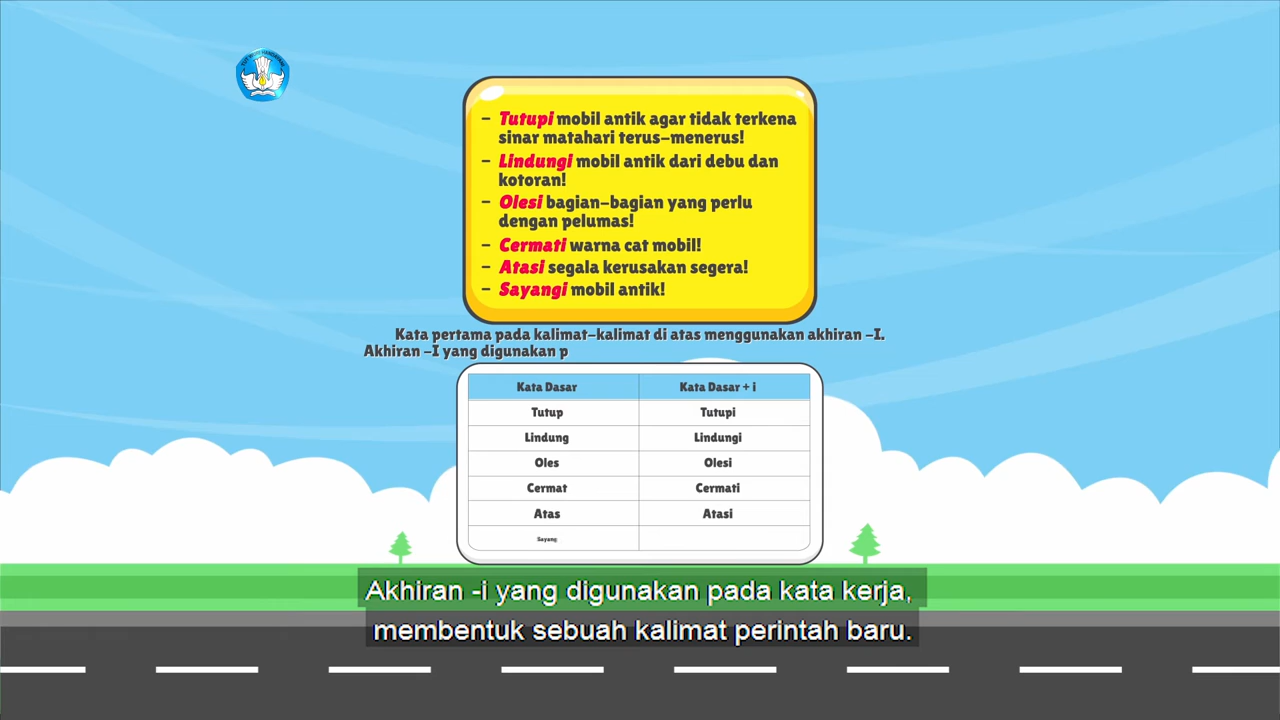 - Tutupi mobil antik agar tidak terkena
sinar matahari terus-menerus!
- Lindungi mobil antik dari debu dan
kotoran!
- Olesi bagian-bagian yang perlu
dengan pelumas!
- Cermati warna cat mobil!
- Atasi segala kerusakan segera!
- Sayangi mobil antik!
Kata pertama pada kalimat-kalimat di atas menggunakan akhiran -I.
Akhiran -I yang digunakan p
Kata Dasar Kata Dasar + i
Tutup Tutupi
Lindung Lindungi
Oles Olesi
Cermat Cermati
Atas Atasi
Sayang
Akhiran -i yang digunakan pada kata kerja,
membentuk sebuah kalimat perintah baru.